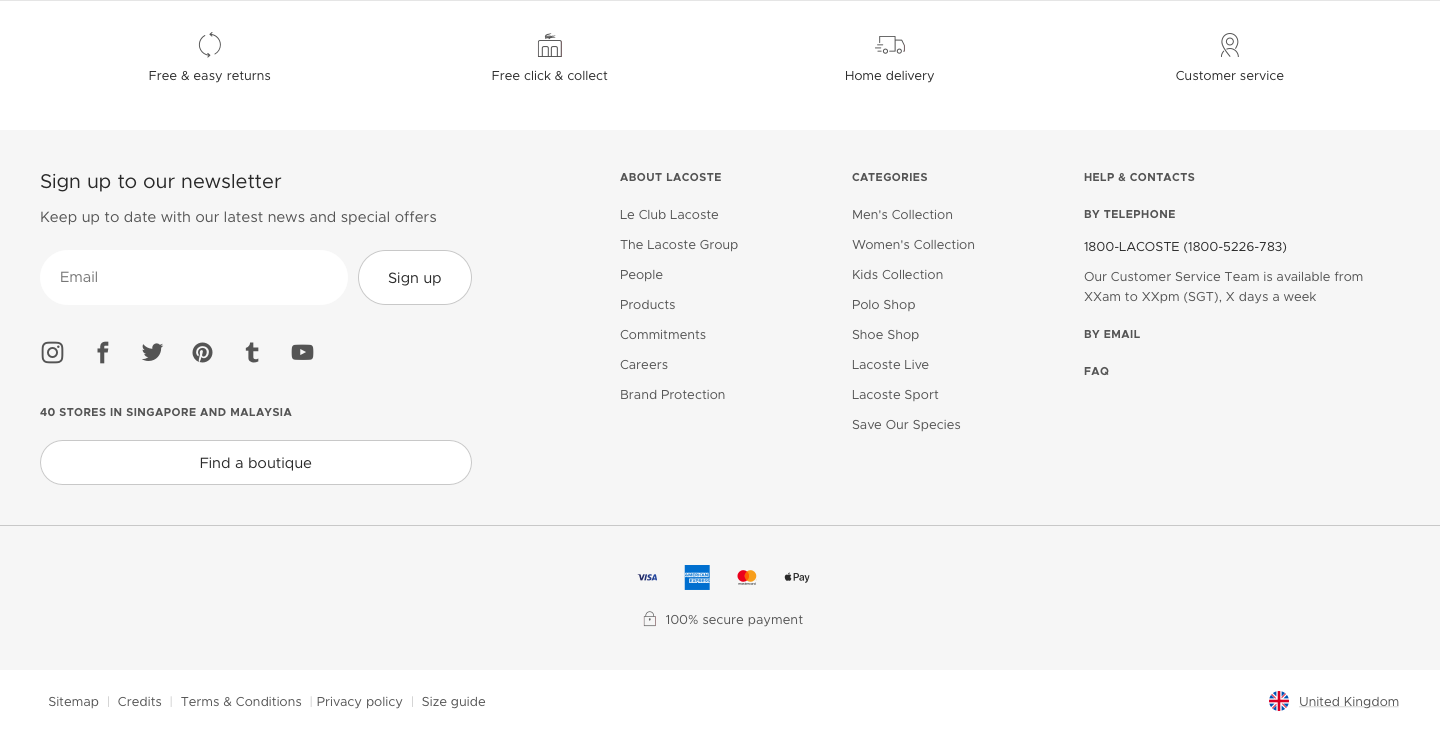 Free & easy returns
Free click & collect
Home delivery
Customer service
Sign up to our newsletter
Keep up to date with our latest news and special offers
Email
Sign up
40 STORES IN SINGAPORE AND MALAYSIA
Find a boutique
ABOUT LACOSTE
Le Club Lacoste
The Lacoste Group
People
Products
Commitments
Careers
Brand Protection
CATEGORIES
Men's Collection
Women's Collection
Kids Collection
Polo Shop
Shoe Shop
Lacoste Live
Lacoste Sport
Save Our Species
HELP & CONTACTS
BY TELEPHONE
1800-LACOSTE (1800-5226-783)
Our Customer Service Team is available from
XXam to XXpm (SGT), X days a week
BY EMAIL
FAQ
VISA
AMERICAN
EXPRESS
mastercard
Pay
100% secure payment
Sitemap | Credits | Terms & Conditions | Privacy policy | Size guide
United Kingdom